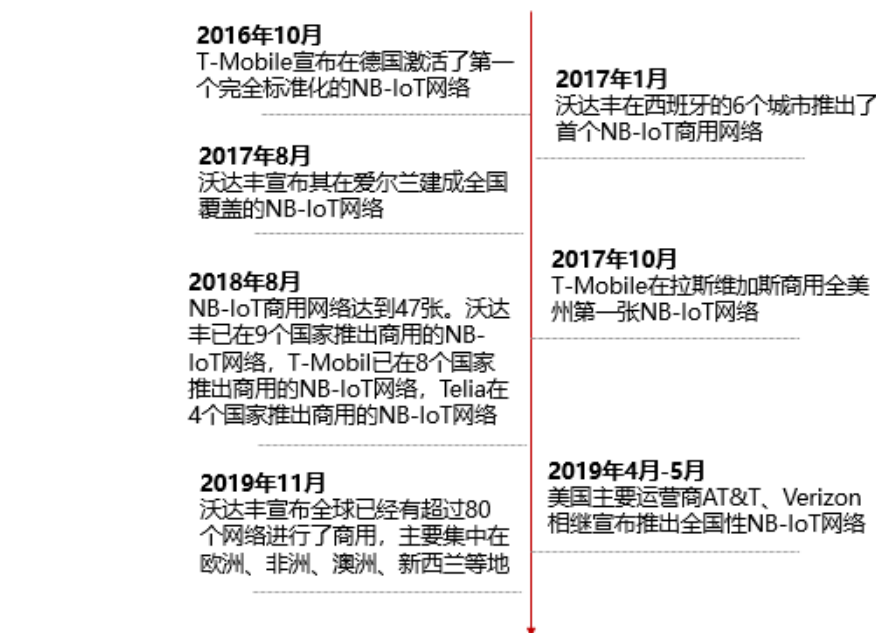 2016年10月
T-Mobile宣布在德国激活了第一
个完全标准化的NB-IoT网络
2017年1月
沃达丰在西班牙的6个城市推出了
首个NB-IoT商用网络
2017年8月
沃达丰宣布其在爱尔兰建成全国
覆盖的NB-IoT网络
2017年10月
T-Mobile在拉斯维加斯商用全美
州第一张NB-IoT网络
2018年8月
NB-IoT商用网络达到47张。沃达
丰已在9个国家推出商用的NB-
IoT网络，T-Mobil已在8个国家
推出商用的NB-IoT网络，Telia在
4个国家推出商用的NB-IoT网络
2019年4月-5月
美国主要运营商AT&T、Verizon
相继宣布推出全国性NB-IoT网络
2019年11月
沃达丰宣布全球已经有超过80
个网络进行了商用，主要集中在
欧洲、非洲、澳洲、新西兰等地